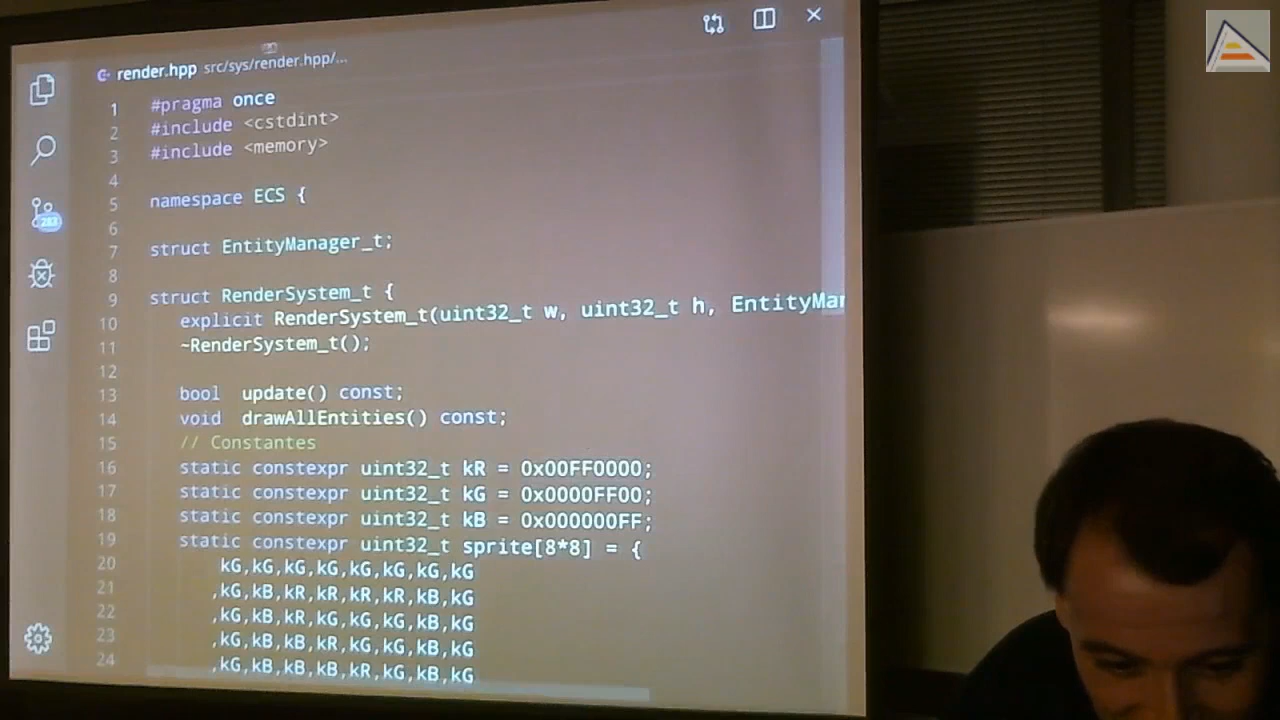 render.hpp src/sys/render.hpp/...
1 #pragma once
2 #include <cstdint>
3 #include <memory>
4
5 namespace ECS {
6
7 struct EntityManager_t;
8
9 struct RenderSystem_t {
10 explicit RenderSystem_t(uint32_t w, uint32_t h, EntityMan
11 ~RenderSystem_t();
12
13 bool update() const;
14 void drawAllEntities() const;
15 // Constantes
16 static constexpr uint32_t kR = 0x00FF0000;
17 static constexpr uint32_t kG = 0x0000FF00;
18 static constexpr uint32_t kB = 0x000000FF;
19 static constexpr uint32_t sprite[8*8] = {
20 kG,kG,kG,kG,kG,kG,kG,kG
21 ,kG,kB,kR,kR,kR,kR,kB,kG
22 ,kG,kB,kR,kG,kG,kG,kB,kG
23 ,kG,kB,kB,kR,kG,kG,kB,kG
24 ,kG,kB,kB,kB,kR,kG,kB,kG
283